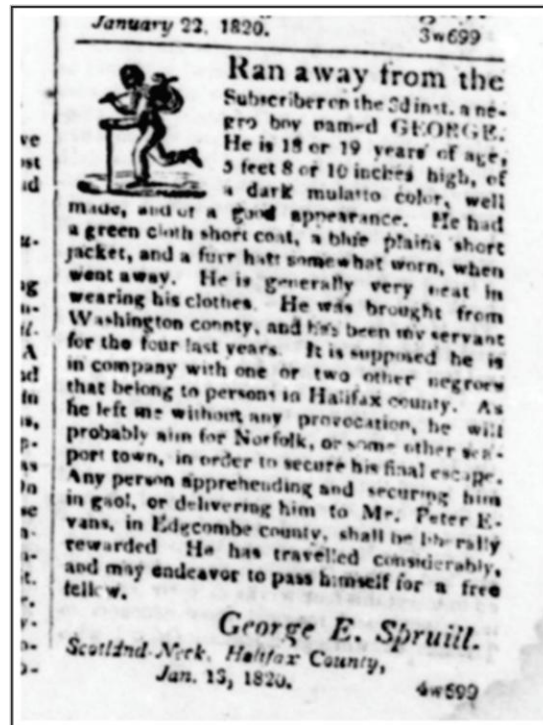 January 22, 1820. 3w699
Ran away from the
Subscriber on the 3d inst. a ne-
gro boy named GEORGE.
He is 18 or 19 years of age,
5 feet 8 or 10 inches high, of
a dark mulatto color, well
made, and of a good appearance. He had
a green cloth short coat, a blue plains short
jacket, and a furr hatt somewhat worn, when
went away. He is generally very neat in
wearing his clothes. He was brought from
Washington county, and has been my servant
for the four last years. It is supposed he is
in company with one or two other negroes
that belong to persons in Halifax county. As
he left me without any provocation, he will
probably aim for Norfolk, or some other sea-
port town, in order to secure his final escape.
Any person apprehending and securing him
in gaol, or delivering him to Mr. Peter E-
vans, in Edgcombe county, shall be liberally
rewarded He has travelled considerably,
and may endeavor to pass himself for a free
fellow.
George E. Spruill.
Scotland Neck, Halifax County,
Jan. 13, 1820. 4w699